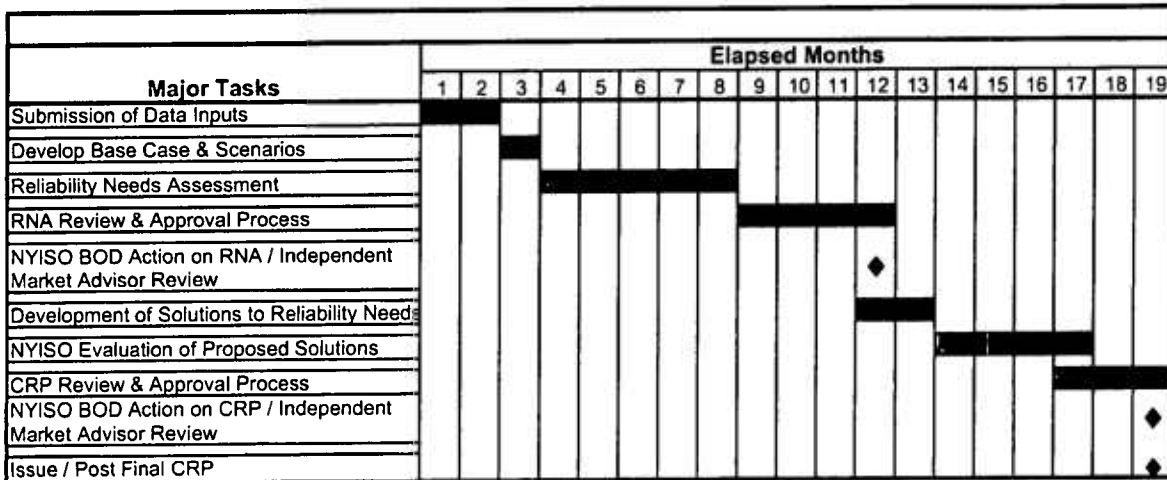 Elapsed Months
Major Tasks
1 2 3 4 5 6 7 8 9 10 11 12 13 14 15 16 17 18 19
Submission of Data Inputs
Develop Base Case & Scenarios
Reliability Needs Assessment
RNA Review & Approval Process
NYISO BOD Action on RNA / Independent
Market Advisor Review
Development of Solutions to Reliability Needs
NYISO Evaluation of Proposed Solutions
CRP Review & Approval Process
NYISO BOD Action on CRP / Independent
Market Advisor Review
Issue / Post Final CRP